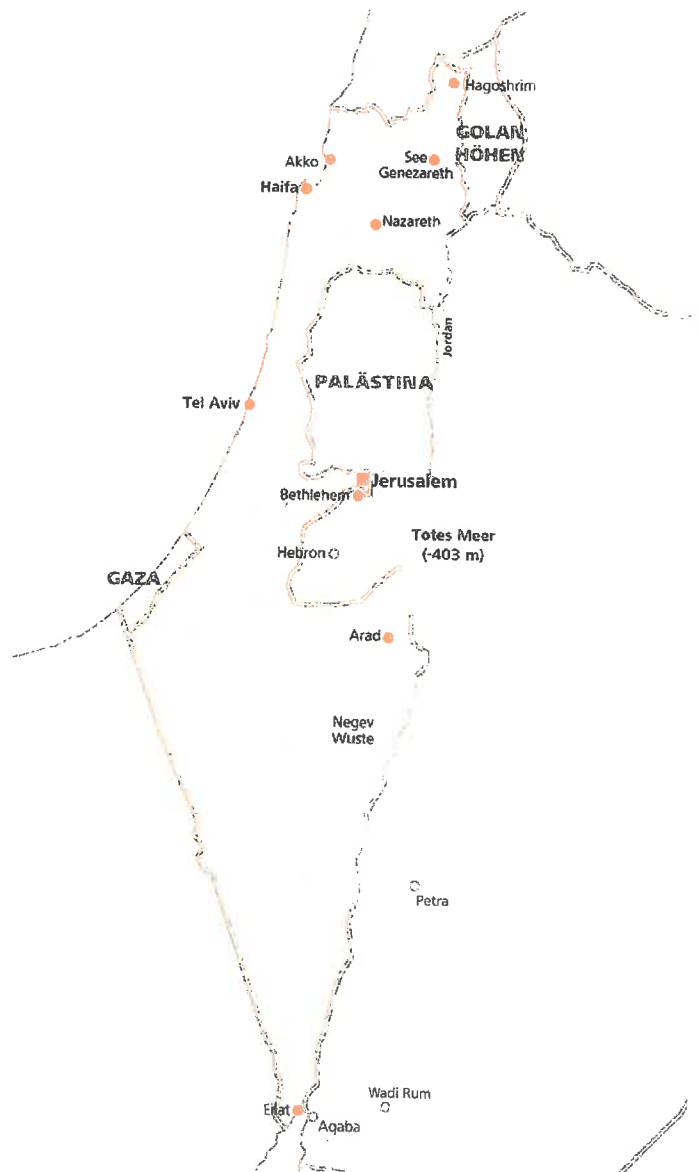 Hagoshrim
GOLAN
HÖHEN
Akko
See
Genezareth
Haifa
Nazareth
Jordan
PALÄSTINA
Tel Aviv
Jerusalem
Bethlehem
Totes Meer
(-403 m)
Hebron
GAZA
Arad
Negev
Wuste
Petra
Wadi Rum
Eilat
Aqaba